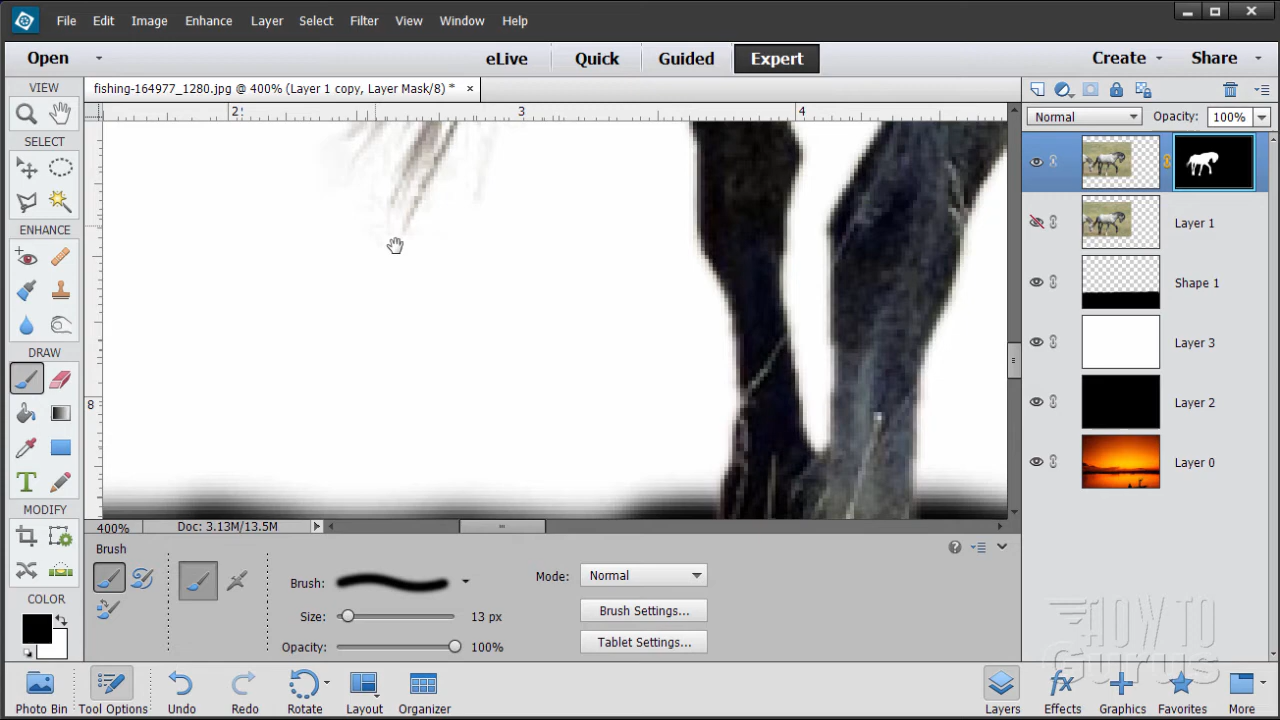 File Edit Image Enhance Layer Select Filter View Window Help
Open eLive Quick Guided Expert Create Share
VIEW fishing-164977_1280.jpg @ 400% (Layer 1 copy, Layer Mask/8) *
2 3 4
Normal Opacity: 100%
SELECT
Layer 1
ENHANCE
Shape 1
DRAW
Layer 3
8
Layer 2
Layer 0
MODIFY
400% Doc: 3.13M/13.5M
Brush
Brush: Mode: Normal
COLOR
Size: 13 px Brush Settings...
Opacity: 100% Tablet Settings...
HOW TO
Gurus
Photo Bin Tool Options Undo Redo Rotate Layout Organizer Layers Effects Graphics Favorites More